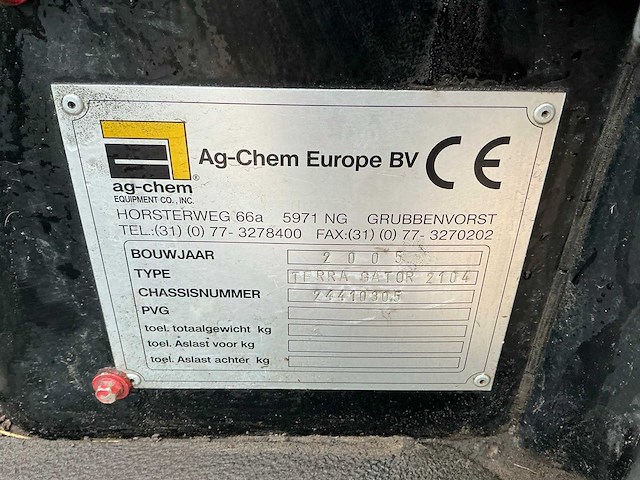 Ag-Chem Europe BV CE
ag-chem®
EQUIPMENT CO., INC.
HORSTERWEG 66a 5971 NG GRUBBENVORST
TEL.:(31) (0) 77- 3278400 FAX:(31) (0) 77- 3270202
BOUWJAAR 2005
TYPE TERRA GATOR 2104
CHASSISNUMMER 24410305
PVG
toel. totaalgewicht kg
toel. Aslast voor kg
toel. Aslast achter kg